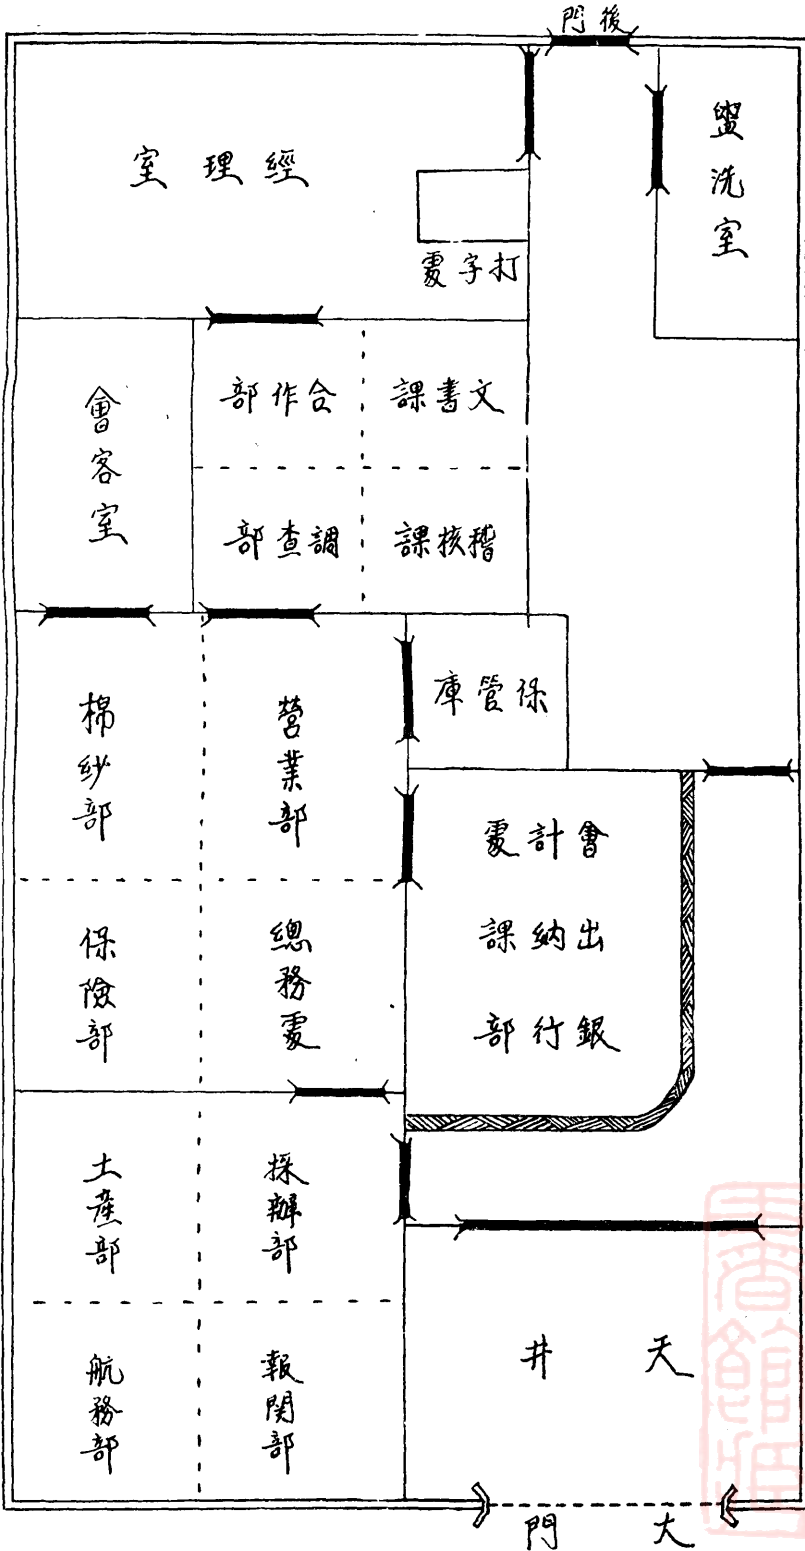 後門
盥洗室
經理室
打字處
文書課
合作部
會客室
稽核課
調查部
保管庫
營業部
棉紗部
會計處
出納課
銀行部
總務處
保險部
採辦部
土產部
報関部
航務部
天井
大門